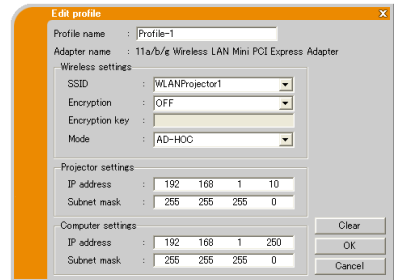 Edit profile X
Profile name : Profile-1
Adapter name : 11a/b/g Wireless LAN Mini PCI Express Adapter
Wireless settings
SSID : WLANProjector1
Encryption : OFF
Encryption key :
Mode : AD-HOC
Projector settings
IP address : 192 168 1 10
Subnet mask : 255 255 255 0
Computer settings
IP address : 192 168 1 250
Subnet mask : 255 255 255 0
Clear
OK
Cancel